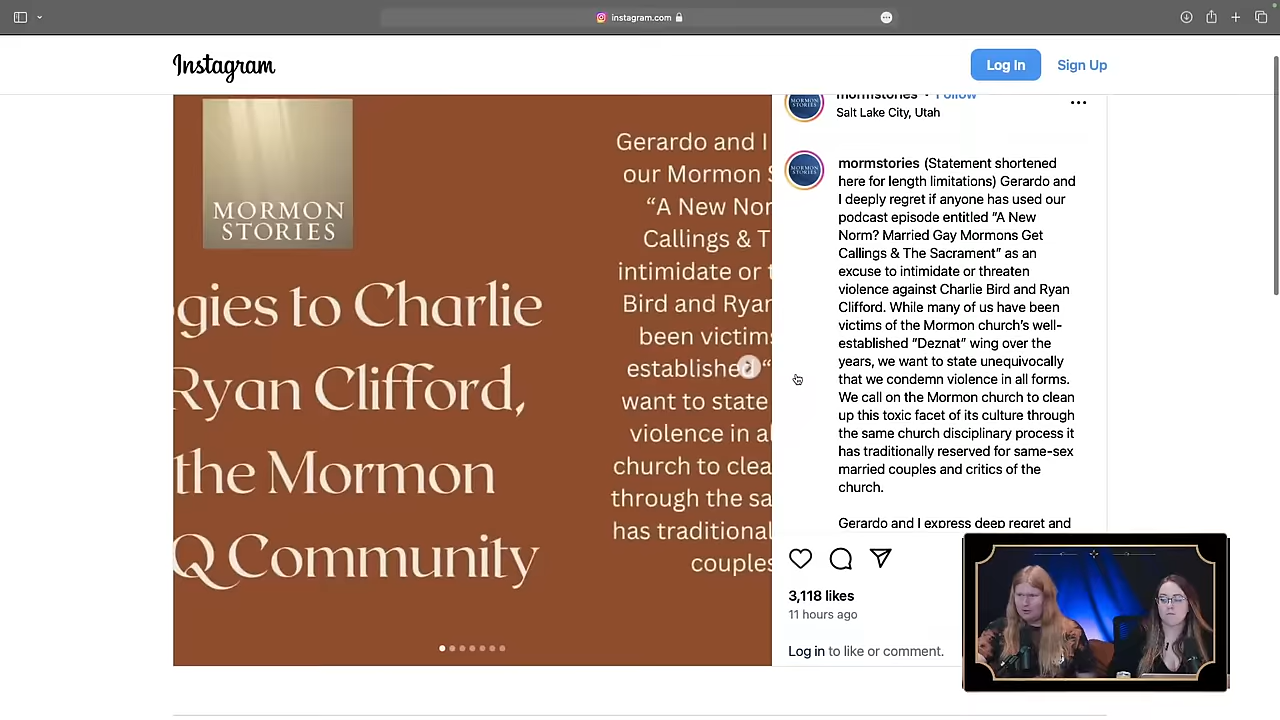 instagram.com
Instagram
Log In
Sign Up
MORMON
STORIES
gies to Charlie
Ryan Clifford,
the Mormon
Q Community
Gerardo and I
our Mormon S
“A New Nor
Callings & T
intimidate or t
Bird and Ryar
been victims
established “
want to state
violence in al
church to clea
through the sa
has traditional
couples
mormstories • Follow
Salt Lake City, Utah
MORMON
STORIES
mormstories (Statement shortened
here for length limitations) Gerardo and
I deeply regret if anyone has used our
podcast episode entitled “A New
Norm? Married Gay Mormons Get
Callings & The Sacrament” as an
excuse to intimidate or threaten
violence against Charlie Bird and Ryan
Clifford. While many of us have been
victims of the Mormon church’s well-
established “Deznat” wing over the
years, we want to state unequivocally
that we condemn violence in all forms.
We call on the Mormon church to clean
up this toxic facet of its culture through
the same church disciplinary process it
has traditionally reserved for same-sex
married couples and critics of the
church.
Gerardo and I express deep regret and
3,118 likes
11 hours ago
Log in to like or comment.